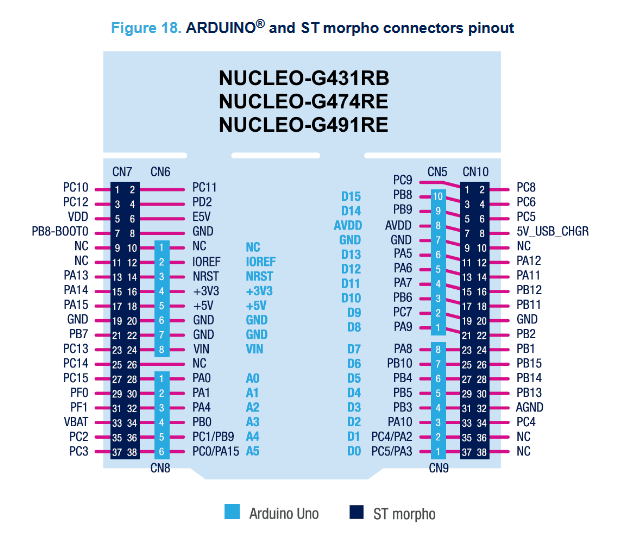 Figure 18. ARDUINO® and ST morpho connectors pinout
NUCLEO-G431RB
NUCLEO-G474RE
NUCLEO-G491RE
CN7 CN6 CN5 CN10
PC10 1 2 PC11 PC9 1 2 PC8
PC12 3 4 PD2 D15 PB8 10 3 4 PC6
VDD 5 6 E5V D14 PB9 9 5 6 PC5
PB8-BOOT0 7 8 GND AVDD AVDD 8 7 8 5V_USB_CHGR
NC 9 10 1 NC NC GND GND 7 9 10 NC
NC 11 12 2 IOREF IOREF D13 PA5 6 11 12 PA12
PA13 13 14 3 NRST NRST D12 PA6 5 13 14 PA11
PA14 15 16 4 +3V3 +3V3 D11 PA7 4 15 16 PB12
PA15 17 18 5 +5V +5V D10 PB6 3 17 18 PB11
GND 19 20 6 GND GND D9 PC7 2 19 20 GND
PB7 21 22 7 GND GND D8 PA9 1 21 22 PB2
PC13 23 24 8 VIN VIN D7 PA8 8 23 24 PB1
PC14 25 26 NC D6 PB10 7 25 26 PB15
PC15 27 28 1 PA0 A0 D5 PB4 6 27 28 PB14
PF0 29 30 2 PA1 A1 D4 PB5 5 29 30 PB13
PF1 31 32 3 PA4 A2 D3 PB3 4 31 32 AGND
VBAT 33 34 4 PB0 A3 D2 PA10 3 33 34 PC4
PC2 35 36 5 PC1/PB9 A4 D1 PC4/PA2 2 35 36 NC
PC3 37 38 6 PC0/PA15 A5 D0 PC5/PA3 1 37 38 NC
CN8 CN9
Arduino Uno ST morpho